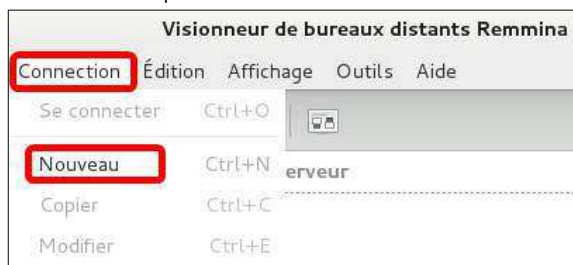 Visionneur de bureaux distants Remmina
Connection Édition Affichage Outils Aide
Se connecter Ctrl+O
Nouveau Ctrl+N erveur
Copier Ctrl+C
Modifier Ctrl+E